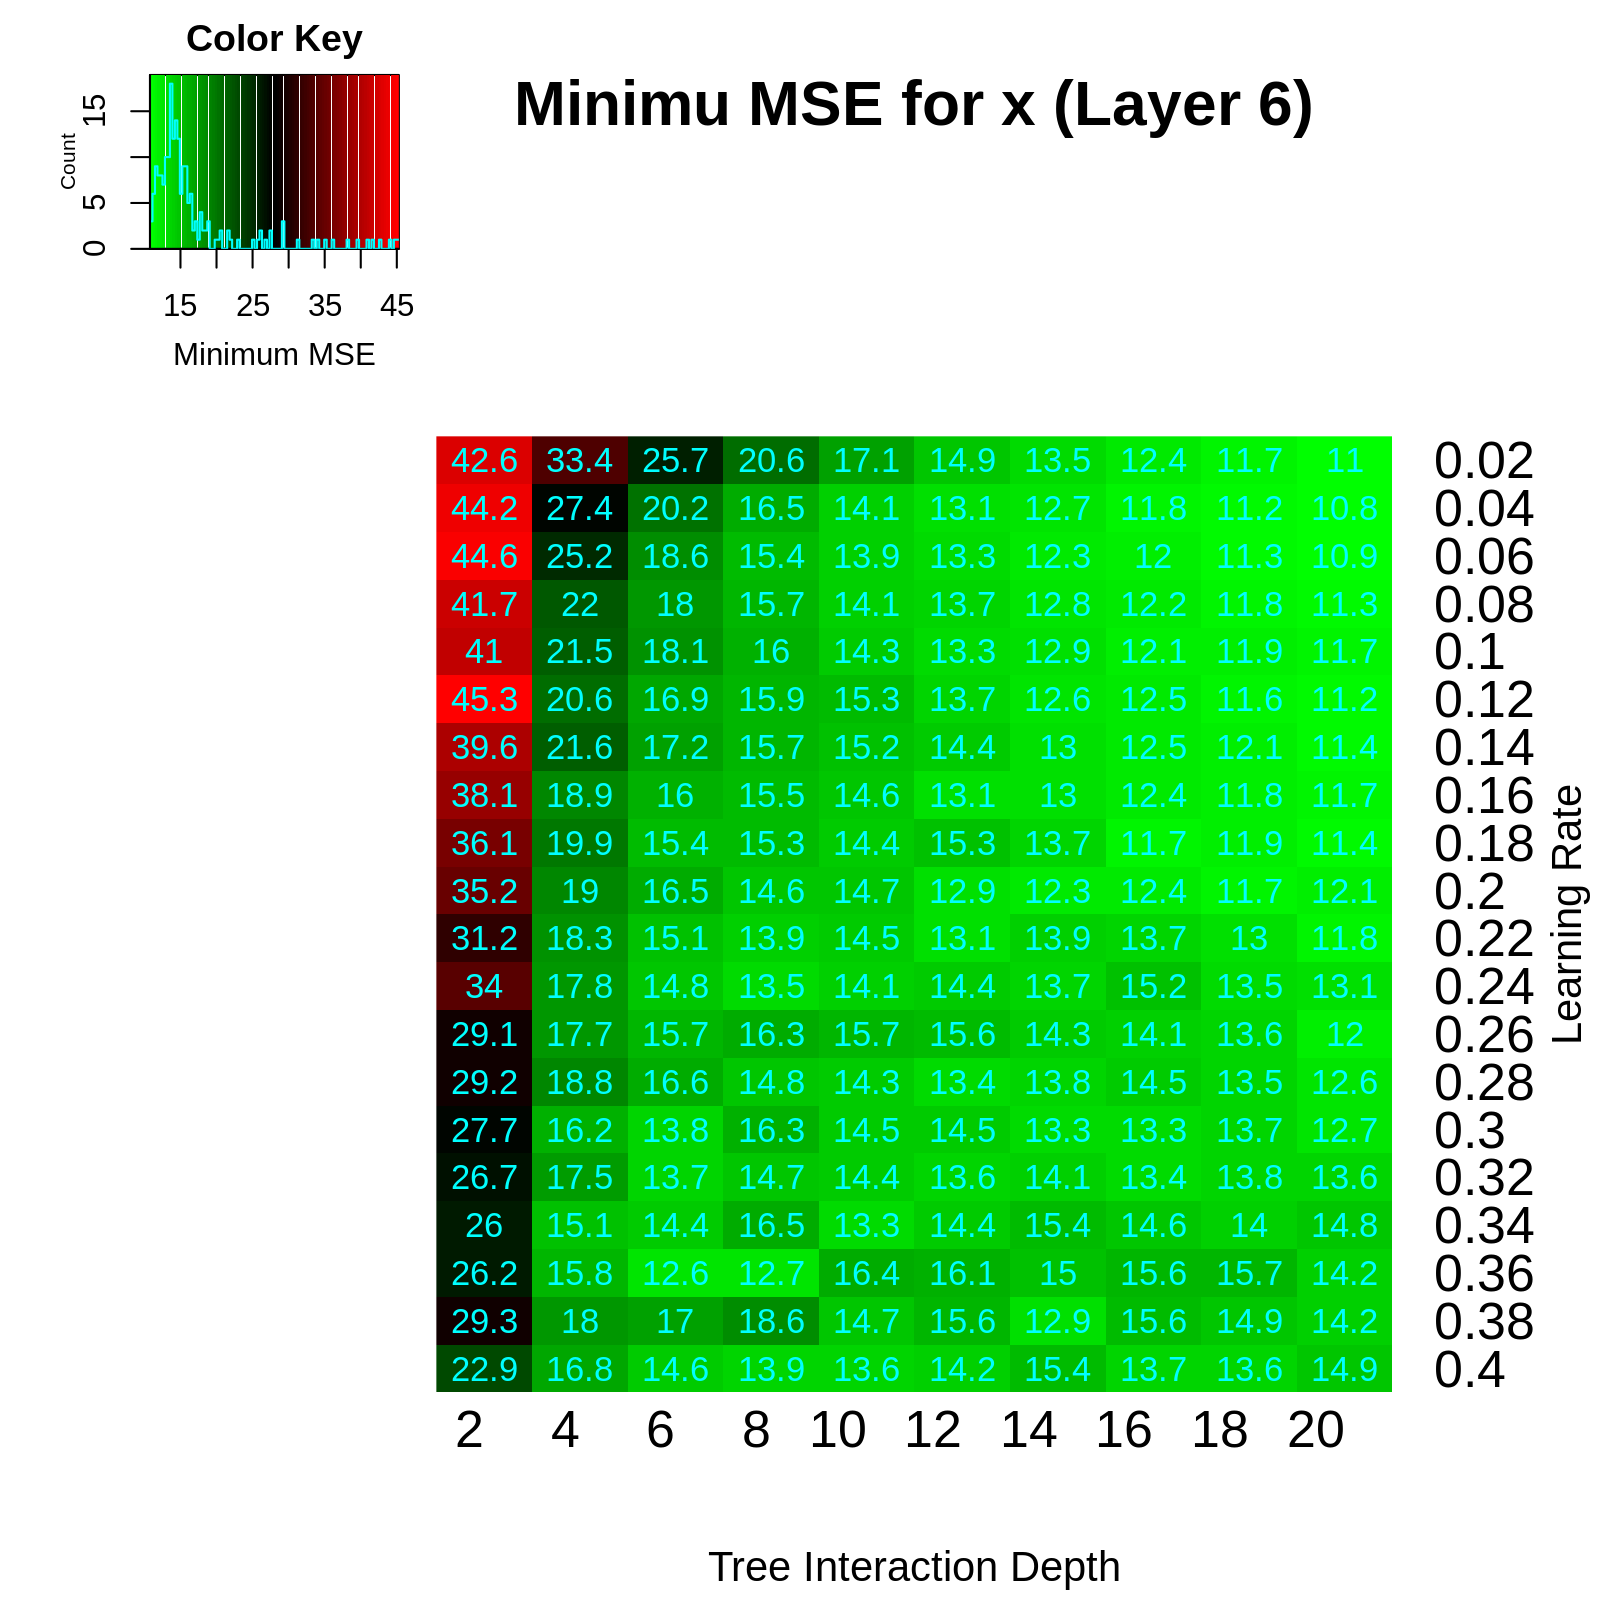 Color Key
Minimu MSE for x (Layer 6)
Count
0 5 15
15 25 35 45
Minimum MSE
42.6 33.4 25.7 20.6 17.1 14.9 13.5 12.4 11.7 11 0.02
44.2 27.4 20.2 16.5 14.1 13.1 12.7 11.8 11.2 10.8 0.04
44.6 25.2 18.6 15.4 13.9 13.3 12.3 12 11.3 10.9 0.06
41.7 22 18 15.7 14.1 13.7 12.8 12.2 11.8 11.3 0.08
41 21.5 18.1 16 14.3 13.3 12.9 12.1 11.9 11.7 0.1
45.3 20.6 16.9 15.9 15.3 13.7 12.6 12.5 11.6 11.2 0.12
39.6 21.6 17.2 15.7 15.2 14.4 13 12.5 12.1 11.4 0.14
38.1 18.9 16 15.5 14.6 13.1 13 12.4 11.8 11.7 0.16
36.1 19.9 15.4 15.3 14.4 15.3 13.7 11.7 11.9 11.4 0.18
35.2 19 16.5 14.6 14.7 12.9 12.3 12.4 11.7 12.1 0.2
31.2 18.3 15.1 13.9 14.5 13.1 13.9 13.7 13 11.8 0.22
34 17.8 14.8 13.5 14.1 14.4 13.7 15.2 13.5 13.1 0.24
29.1 17.7 15.7 16.3 15.7 15.6 14.3 14.1 13.6 12 0.26
29.2 18.8 16.6 14.8 14.3 13.4 13.8 14.5 13.5 12.6 0.28
27.7 16.2 13.8 16.3 14.5 14.5 13.3 13.3 13.7 12.7 0.3
26.7 17.5 13.7 14.7 14.4 13.6 14.1 13.4 13.8 13.6 0.32
26 15.1 14.4 16.5 13.3 14.4 15.4 14.6 14 14.8 0.34
26.2 15.8 12.6 12.7 16.4 16.1 15 15.6 15.7 14.2 0.36
29.3 18 17 18.6 14.7 15.6 12.9 15.6 14.9 14.2 0.38
22.9 16.8 14.6 13.9 13.6 14.2 15.4 13.7 13.6 14.9 0.4
Learning Rate
2 4 6 8 10 12 14 16 18 20
Tree Interaction Depth